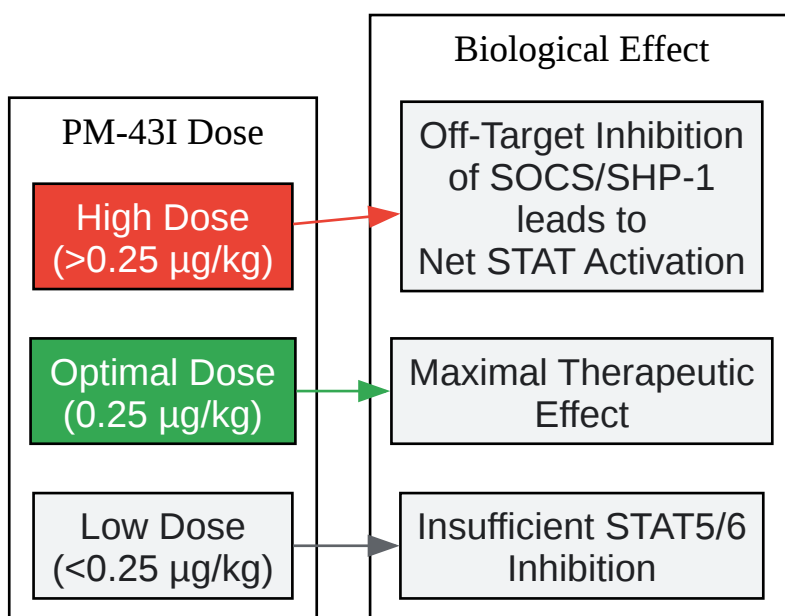 PM-43I Dose
High Dose
(>0.25 µg/kg)
Optimal Dose
(0.25 µg/kg)
Low Dose
(<0.25 µg/kg)
Biological Effect
Off-Target Inhibition
of SOCS/SHP-1
leads to
Net STAT Activation
Maximal Therapeutic
Effect
Insufficient STAT5/6
Inhibition